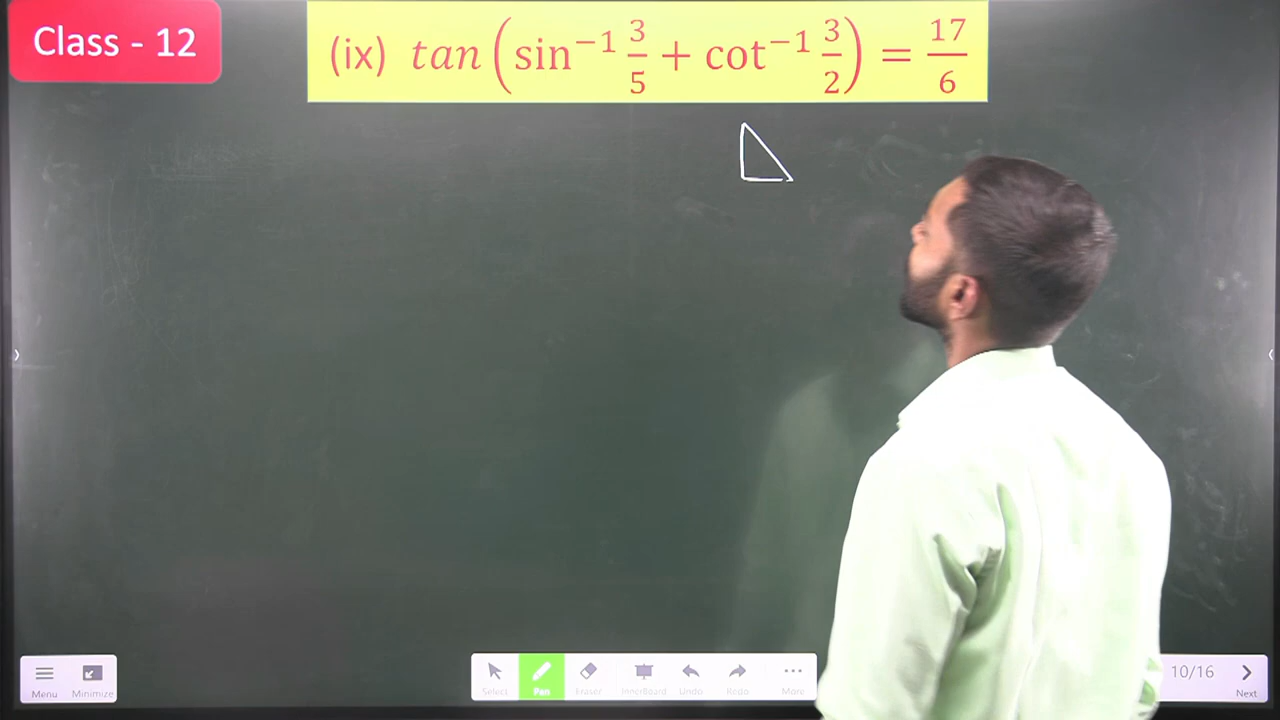 Class - 12
(ix) tan (sin⁻¹ 3/5 + cot⁻¹ 3/2) = 17/6
Menu Minimize Select Pen Eraser InnerBoard Undo Redo More 10/16 Next